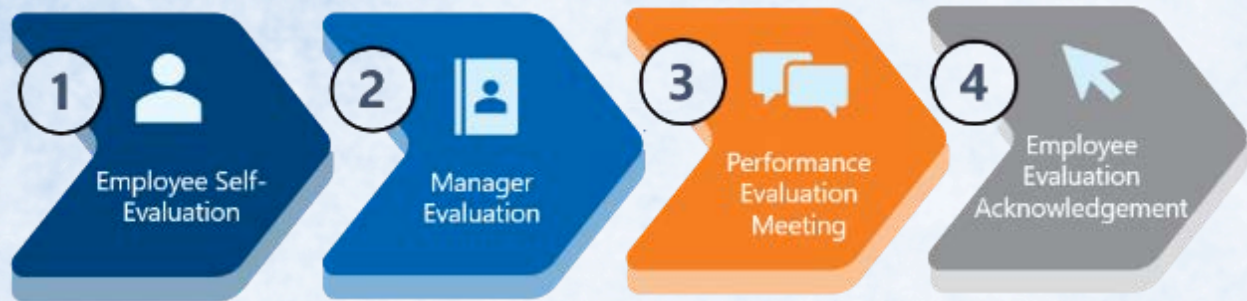 1
Employee Self-
Evaluation
2
Manager
Evaluation
3
Performance
Evaluation
Meeting
4
Employee
Evaluation
Acknowledgement